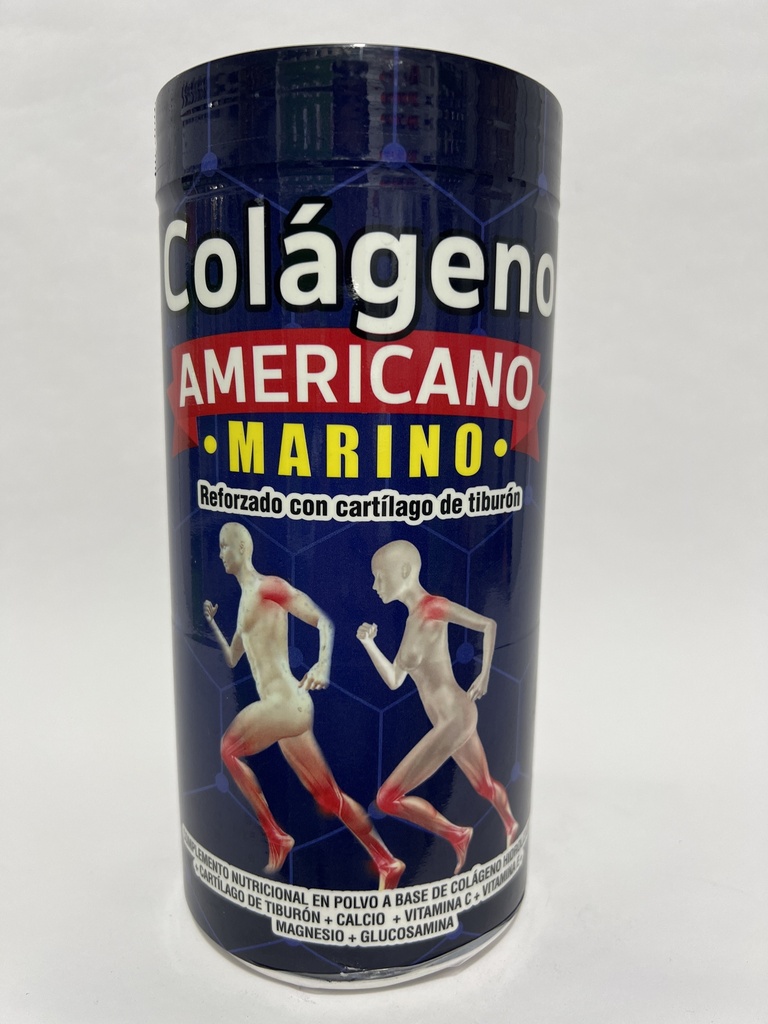 Colágeno
AMERICANO
• MARINO •
Reforzado con cartílago de tiburón
NUTRICIONAL EN POLVO A BASE DE COLÁGENO
+ CARTÍLAGO DE TIBURÓN + CALCIO + VITAMINA C + VITAMINA
MAGNESIO + GLUCOSAMINA